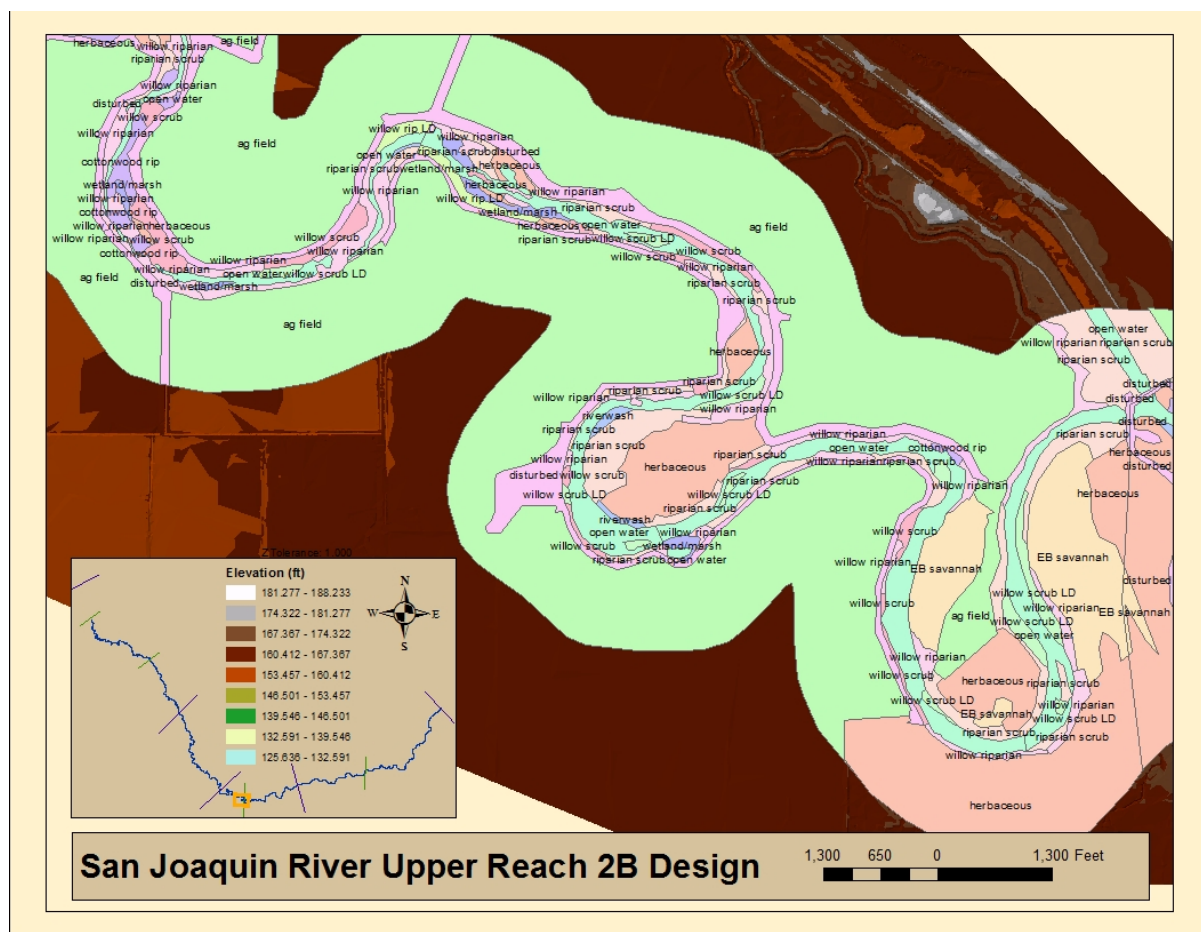 herbaceous
willow riparian
ag field
riparian scrub
willow riparian
disturbed
open water
willow scrub
willow riparian
ag field
cottonwood rip
wetland/marsh
willow riparian
cottonwood rip
willow riparian
herbaceous
willow riparian
willow scrub
cottonwood rip
willow riparian
ag field
disturbed
wetland/marsh
willow riparian
open water
willow scrub LD
willow scrub
willow riparian
ag field
willow rip LD
willow riparian
open water
riparian scrub
disturbed
riparian scrub
wetland/marsh
herbaceous
willow riparian
herbaceous
willow rip LD
willow riparian
wetland/marsh
riparian scrub
herbaceous
open water
riparian scrub
willow scrub LD
ag field
willow scrub
willow scrub
willow riparian
riparian scrub
riparian scrub
herbaceous
open water
willow riparian
riparian scrub
riparian scrub
disturbed
disturbed
disturbed
riparian scrub
herbaceous
disturbed
herbaceous
riparian scrub
riparian scrub
willow riparian
willow scrub LD
willow riparian
riverwash
riparian scrub
riparian scrub
willow riparian
herbaceous
disturbed
willow scrub
willow scrub LD
riparian scrub
riparian scrub
willow scrub LD
riparian scrub
riverwash
open water
willow riparian
willow scrub
wetland/marsh
riparian scrub
open water
willow riparian
open water
cottonwood rip
willow riparian
riparian scrub
willow riparian
willow scrub
willow riparian
EB savannah
EB savannah
willow scrub
ag field
willow scrub LD
willow riparian
EB savannah
disturbed
willow scrub LD
open water
willow riparian
willow scrub
herbaceous
riparian scrub
willow scrub LD
EB savannah
willow riparian
willow scrub LD
riparian scrub
riparian scrub
willow riparian
herbaceous
Z Tolerance: 1.000
Elevation (ft)
181.277 - 188.233
174.322 - 181.277
167.367 - 174.322
160.412 - 167.367
153.457 - 160.412
146.501 - 153.457
139.546 - 146.501
132.591 - 139.546
125.636 - 132.591
N
W
E
S
San Joaquin River Upper Reach 2B Design
1,300 650 0 1,300 Feet